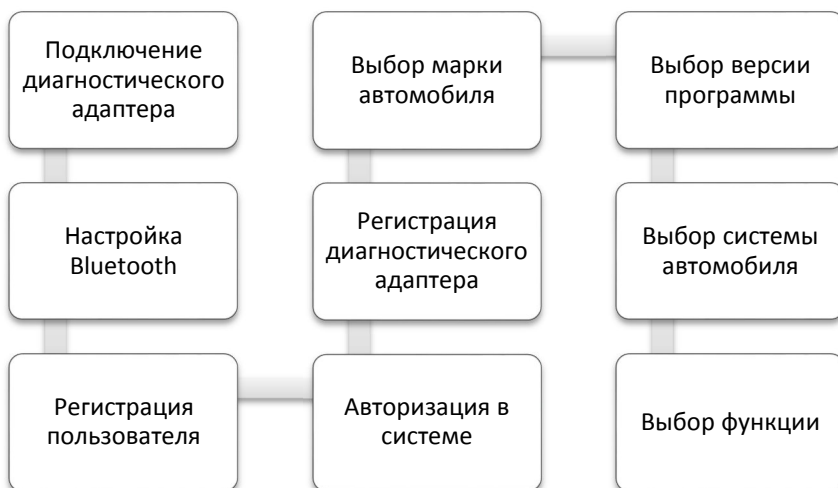 Подключение
диагностического
адаптера
Настройка
Bluetooth
Регистрация
пользователя
Авторизация в
системе
Регистрация
диагностического
адаптера
Выбор марки
автомобиля
Выбор версии
программы
Выбор системы
автомобиля
Выбор функции